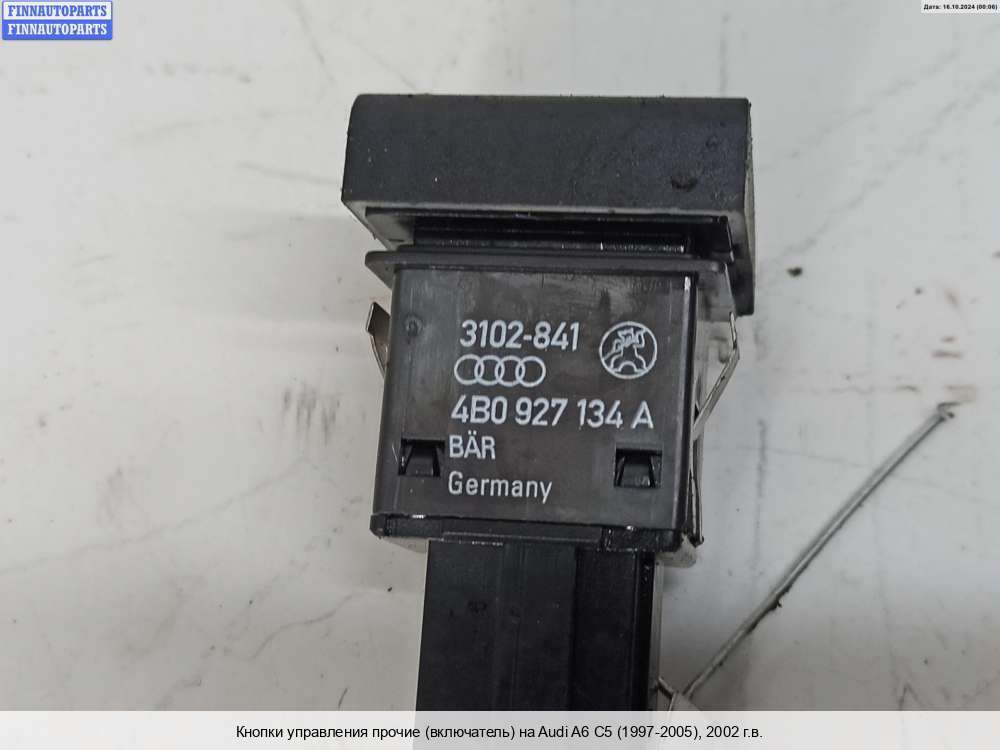 FINNAUTOPARTS
FINNAUTOPARTS
Дата: 16.10.2024 (00:06)
3102-841
4B0 927 134 A
BÄR
Germany
Кнопки управления прочие (включатель) на Audi A6 C5 (1997-2005), 2002 г.в.